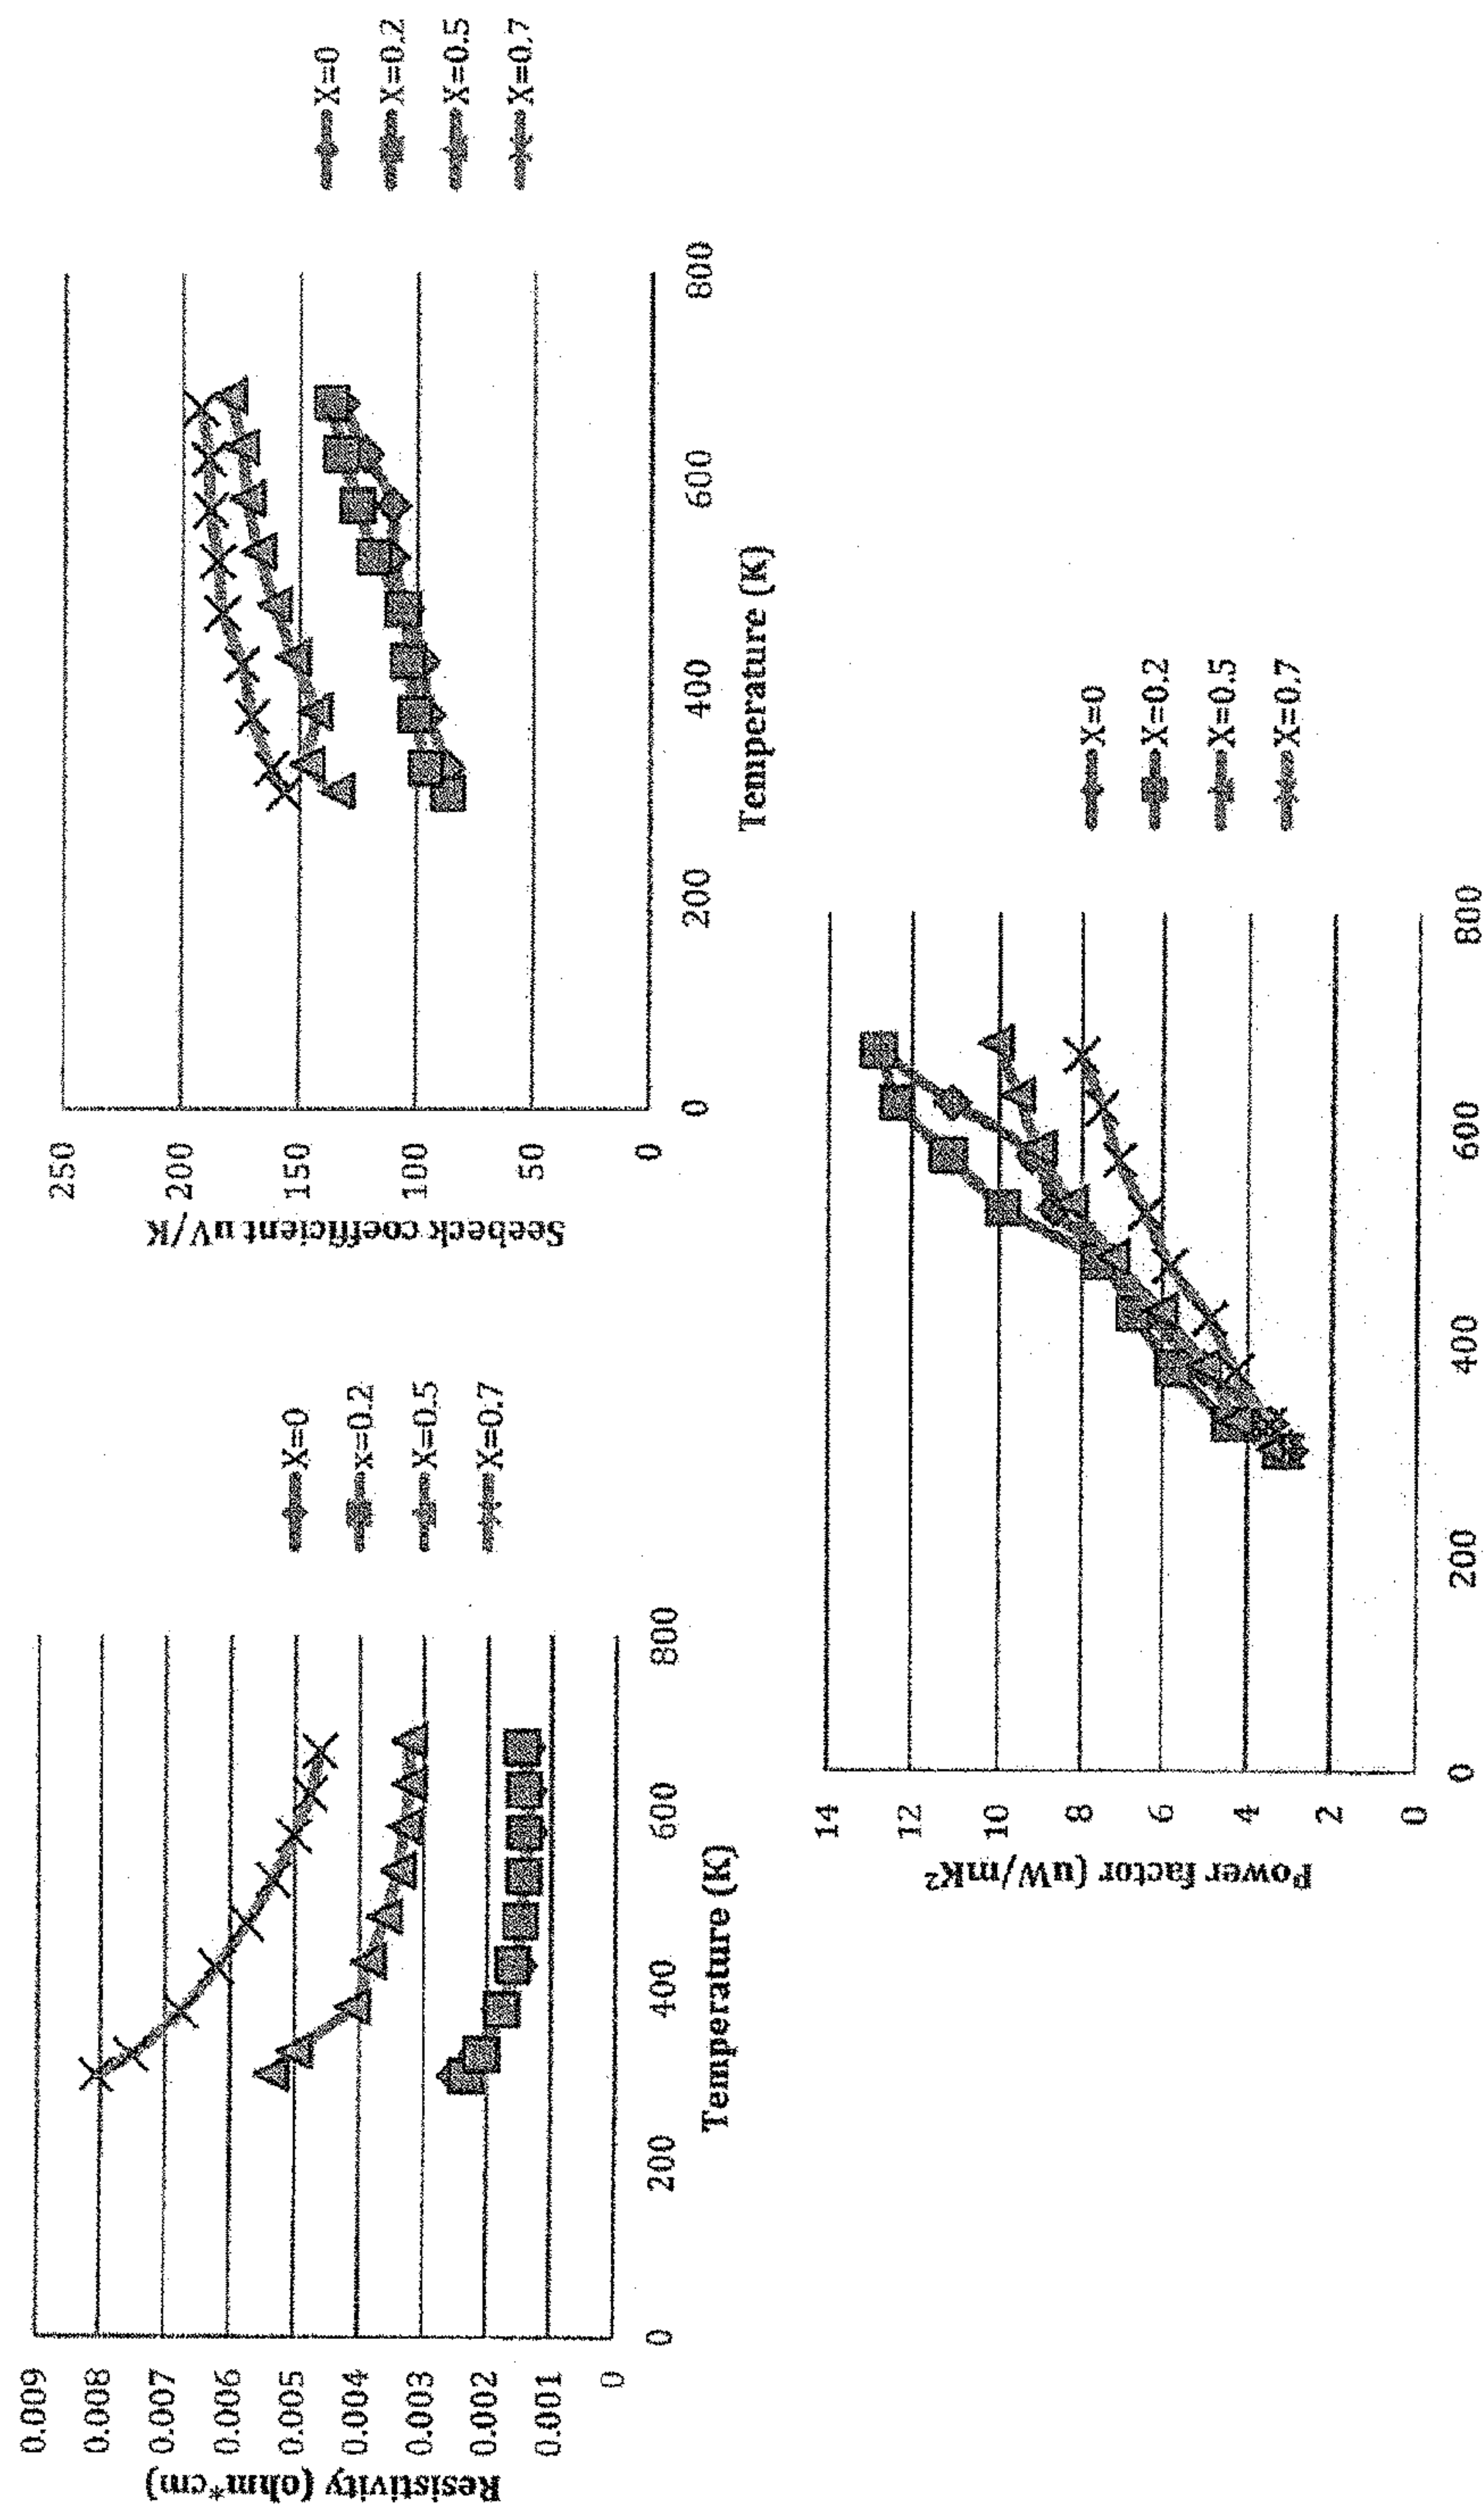 Resistivity (ohm*cm)
0.009
0.008
0.007
0.006
0.005
0.004
0.003
0.002
0.001
0
0
200
400
600
800
Temperature (K)
X=0
x=0.2
X=0.5
X=0.7
Seebeck coefficient uV/K
250
200
150
100
50
0
0
200
400
600
800
Temperature (K)
X=0
X=0.2
X=0.5
X=0.7
Power factor (uW/mK²
14
12
10
8
6
4
2
0
0
200
400
600
800
X=0
X=0.2
X=0.5
X=0.7